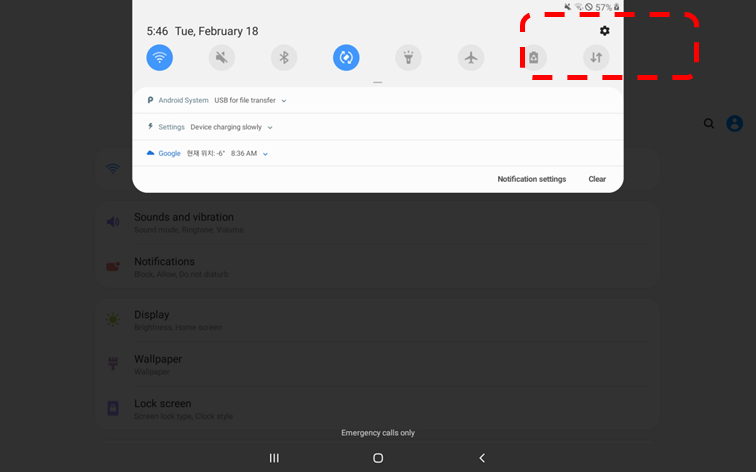 57%
5:46 Tue, February 18
Android System USB for file transfer
Settings Device charging slowly
Google 현재 위치: -6° 8:36 AM
Notification settings Clear
Sounds and vibration
Sound mode, Ringtone, Volume
Notifications
Block, Allow, Do not disturb
Display
Brightness, Home screen
Wallpaper
Wallpaper
Lock screen
Screen lock type, Clock style
Emergency calls only